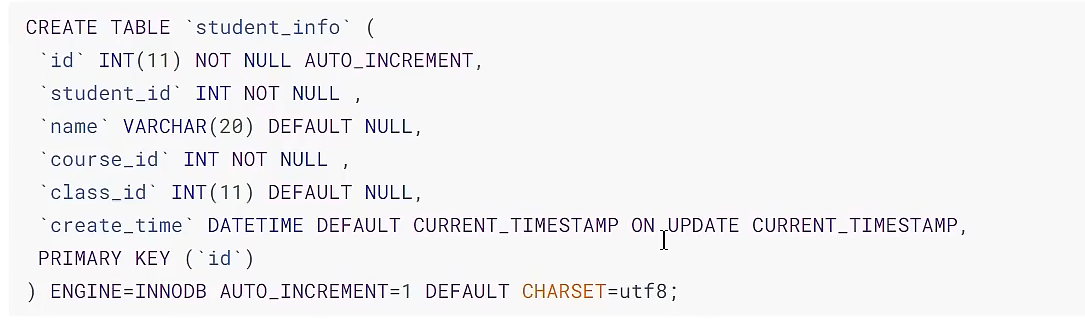 CREATE TABLE `student_info` (
`id` INT(11) NOT NULL AUTO_INCREMENT,
`student_id` INT NOT NULL ,
`name` VARCHAR(20) DEFAULT NULL,
`course_id` INT NOT NULL ,
`class_id` INT(11) DEFAULT NULL,
`create_time` DATETIME DEFAULT CURRENT_TIMESTAMP ON UPDATE CURRENT_TIMESTAMP,
PRIMARY KEY (`id`)
) ENGINE=INNODB AUTO_INCREMENT=1 DEFAULT CHARSET=utf8;